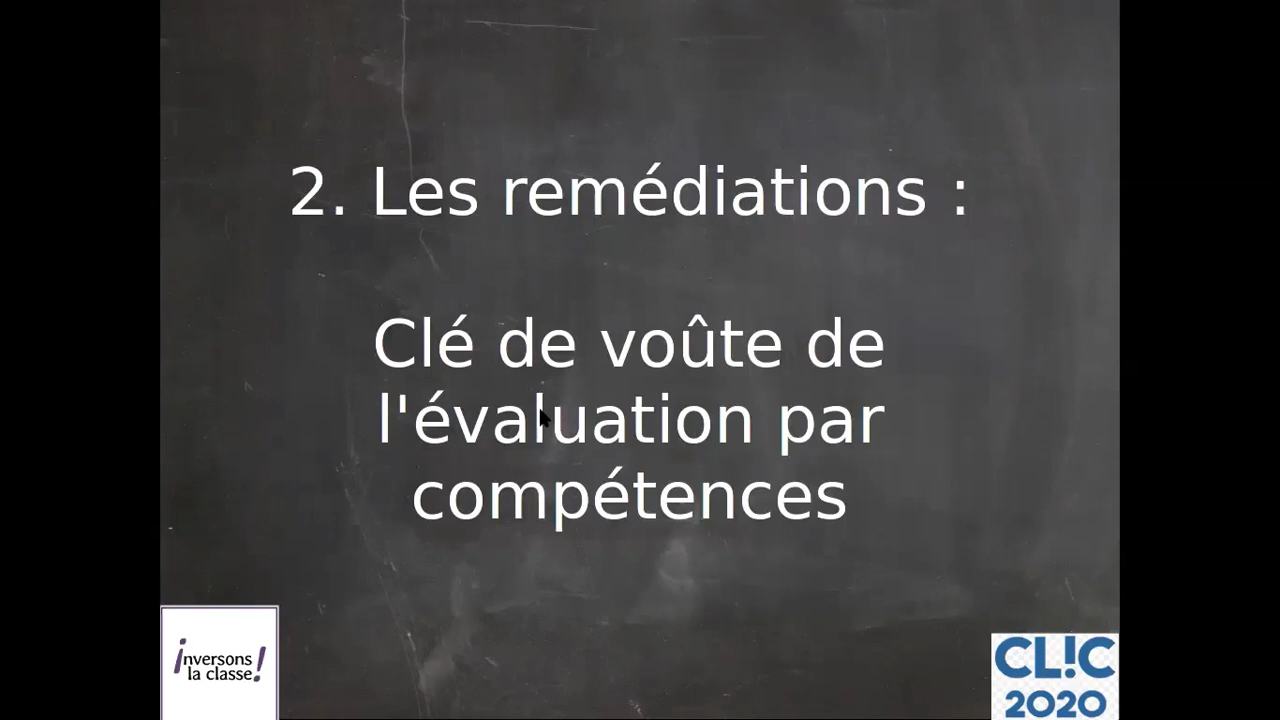 2. Les remédiations :
Clé de voûte de
l'évaluation par
compétences
inversons
la classe!
CL!C
2020